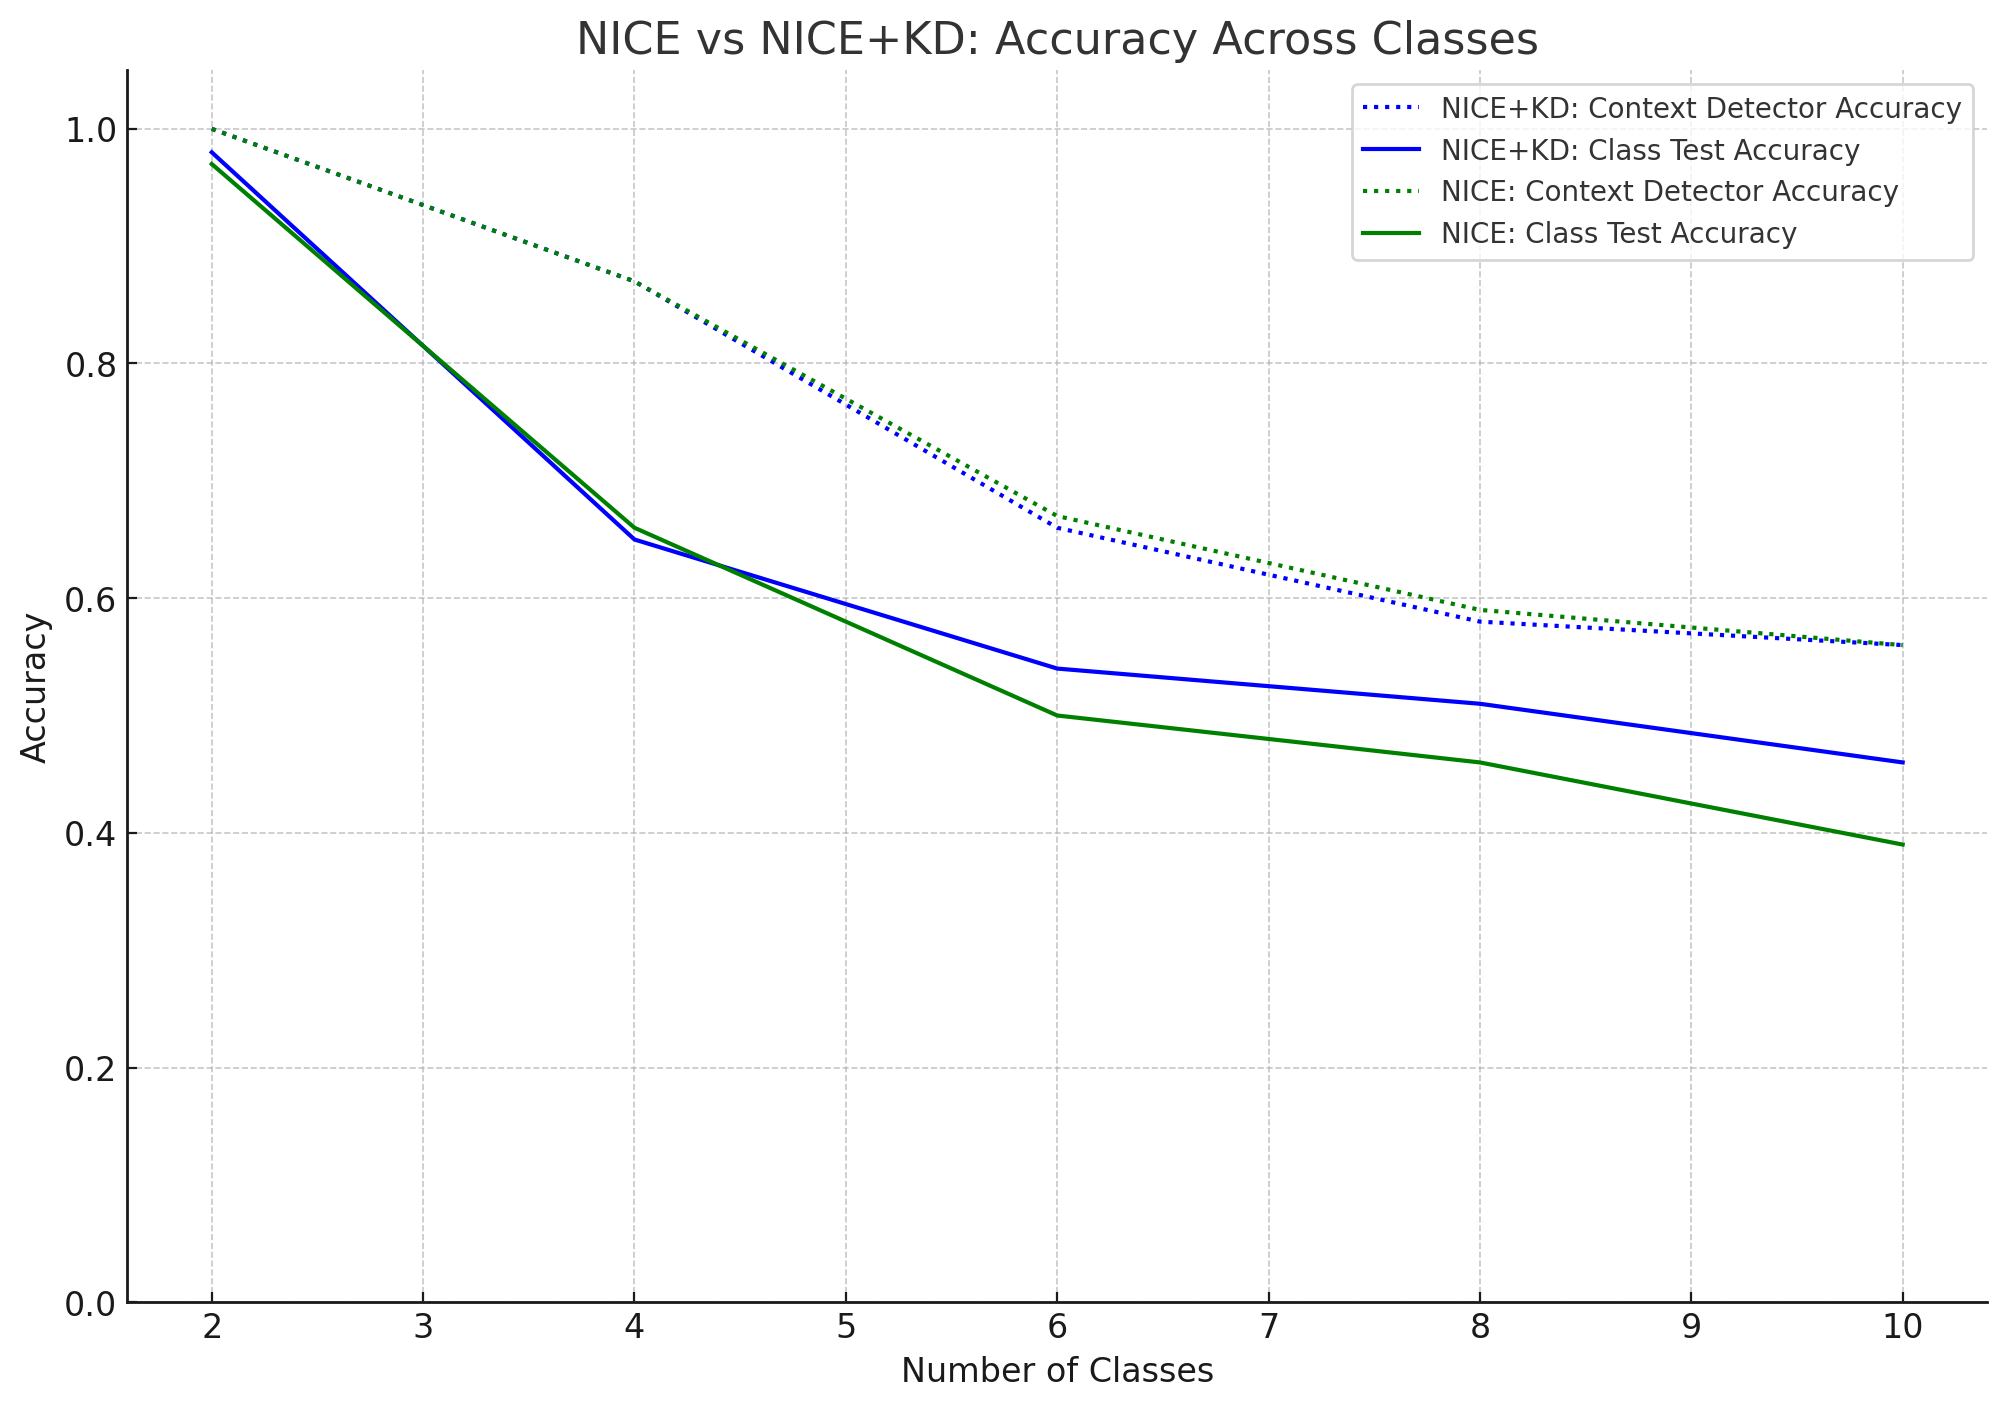 NICE vs NICE+KD: Accuracy Across Classes
NICE+KD: Context Detector Accuracy
NICE+KD: Class Test Accuracy
NICE: Context Detector Accuracy
NICE: Class Test Accuracy
Accuracy
1.0
0.8
0.6
0.4
0.2
0.0
2 3 4 5 6 7 8 9 10
Number of Classes